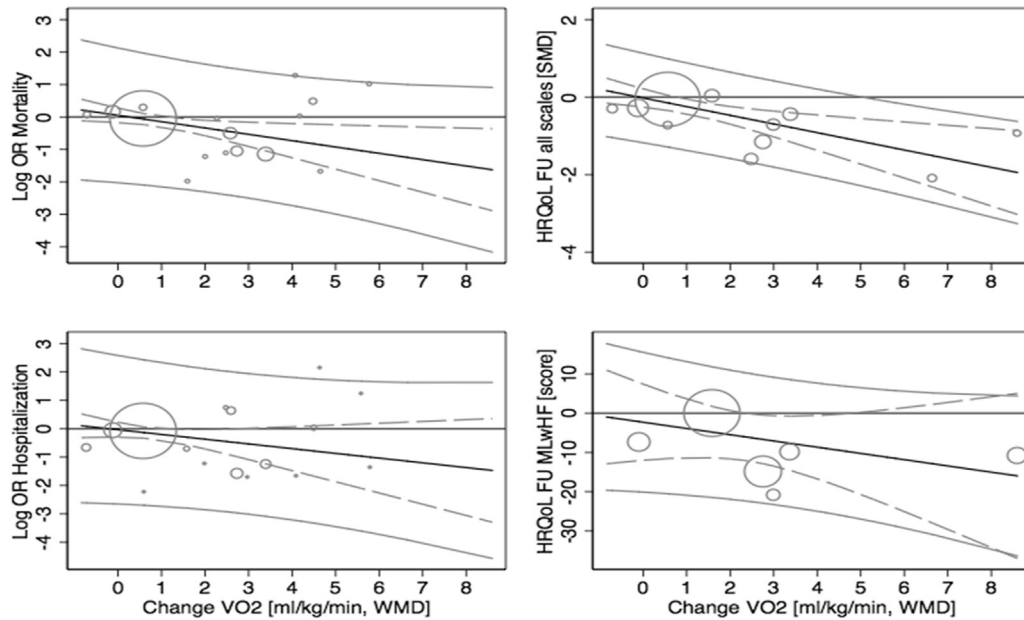 Log OR Mortality
3
2
1
0
-1
-2
-3
-4
0 1 2 3 4 5 6 7 8
HRQoL FU all scales [SMD]
2
0
-2
-4
0 1 2 3 4 5 6 7 8
Log OR Hospitalization
3
2
1
0
-1
-2
-3
-4
0 1 2 3 4 5 6 7 8
Change VO2 [ml/kg/min, WMD]
HRQoL FU MLwHF [score]
10
0
-10
-20
-30
0 1 2 3 4 5 6 7 8
Change VO2 [ml/kg/min, WMD]